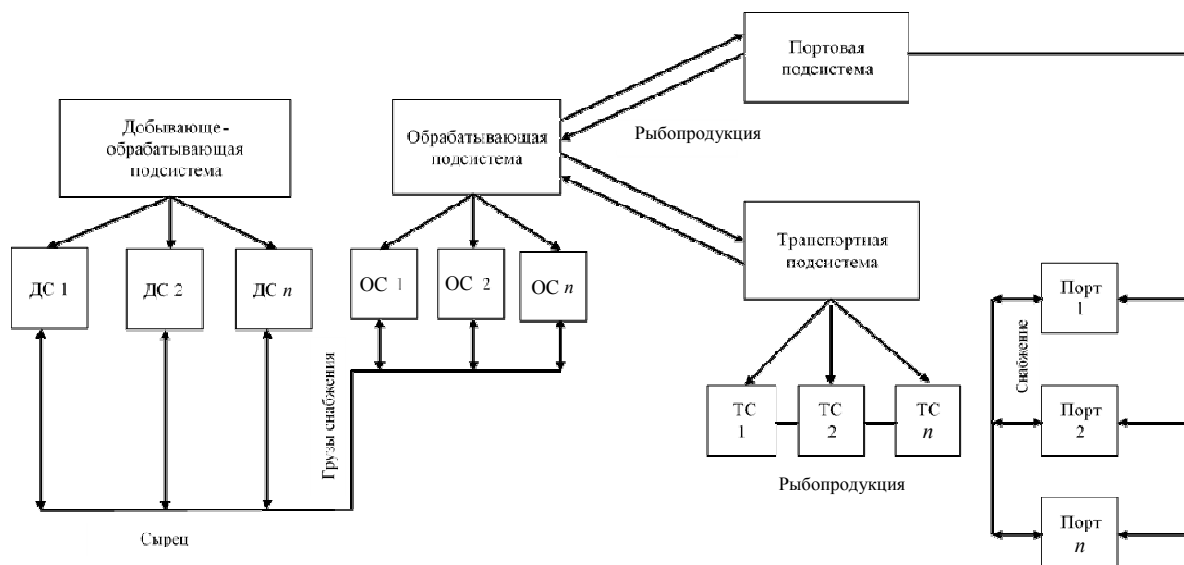 Портовая
подсистема
Рыбопродукция
Добывающе-
обрабатывающая
подсистема
Обрабатывающая
подсистема
Транспортная
подсистема
ДС 1
ДС 2
ДС n
ОС 1
ОС 2
ОС n
Порт
1
Снабжение
Грузы снабжения
ТС
1
ТС
2
ТС
n
Порт
2
Рыбопродукция
Сырец
Порт
n